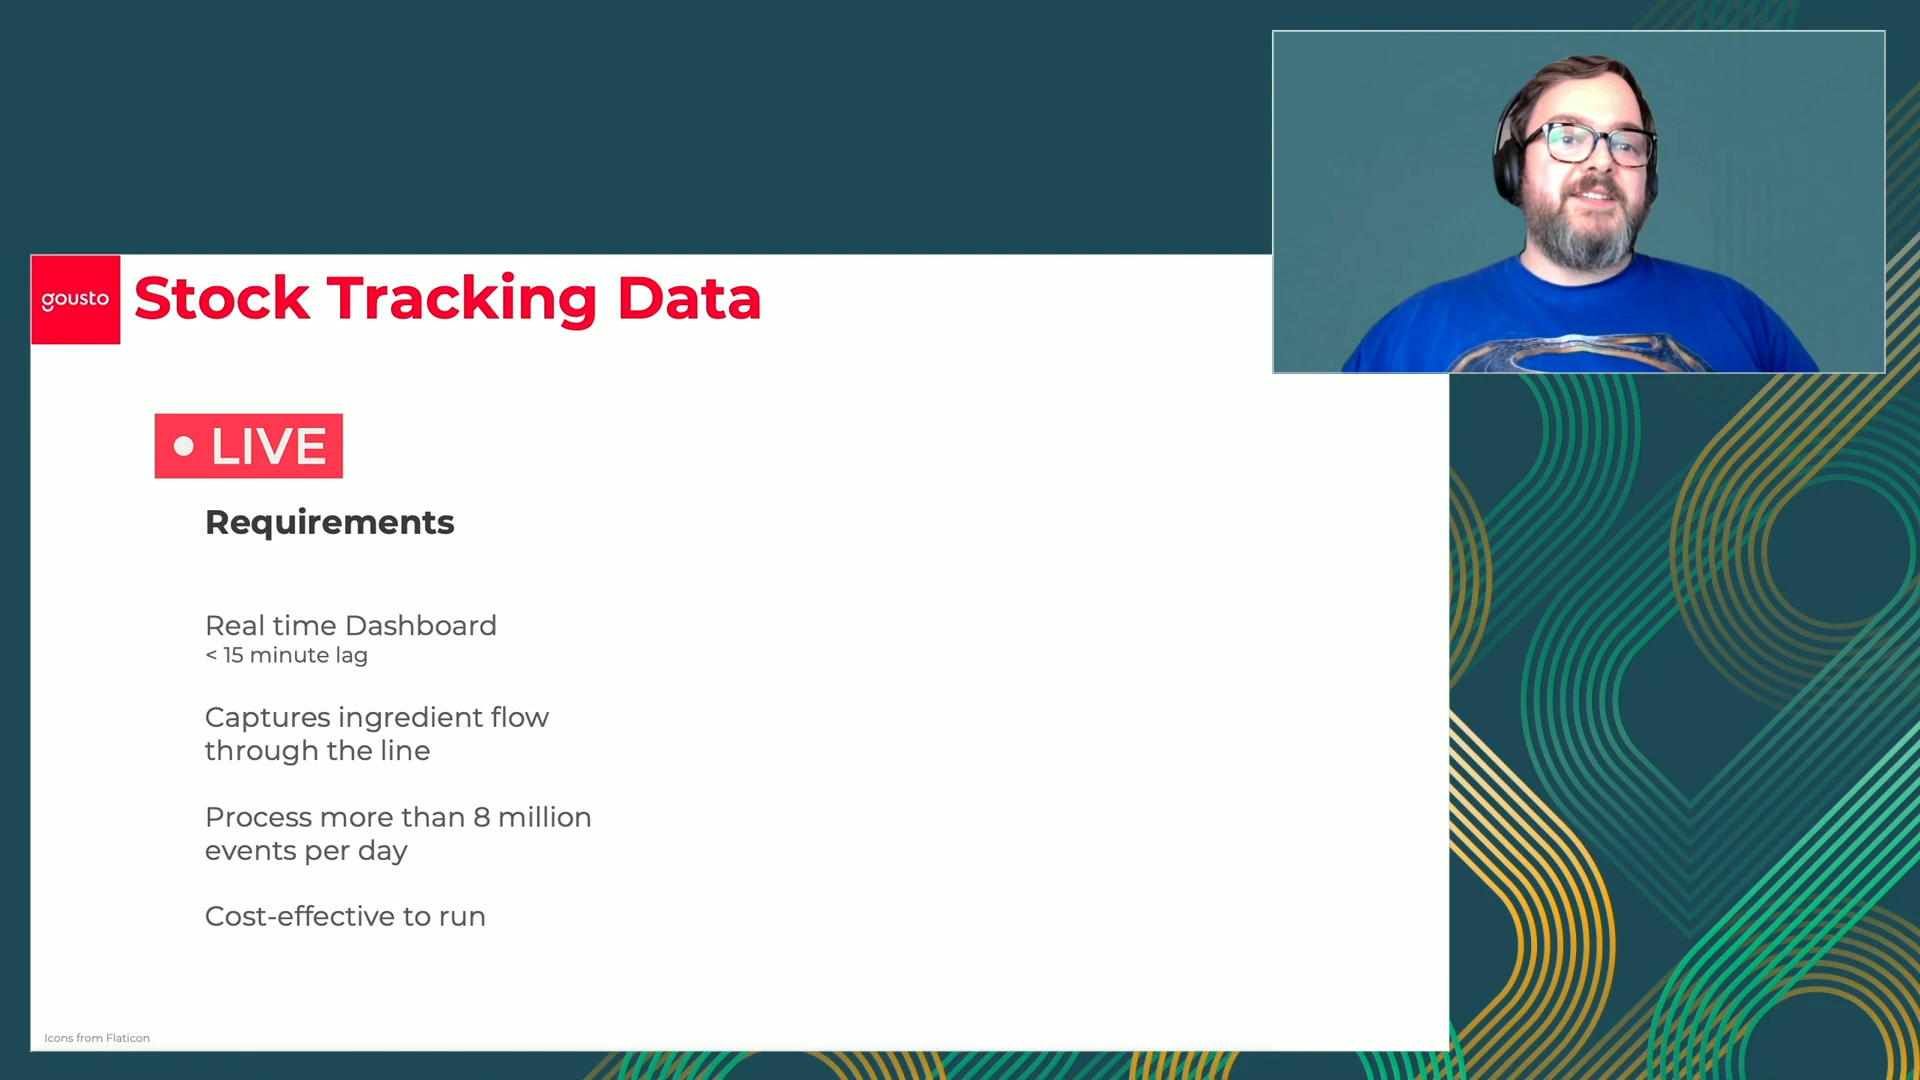 gousto
Stock Tracking Data
LIVE
Requirements
Real time Dashboard
< 15 minute lag
Captures ingredient flow
through the line
Process more than 8 million
events per day
Cost-effective to run
Icons from Flaticon